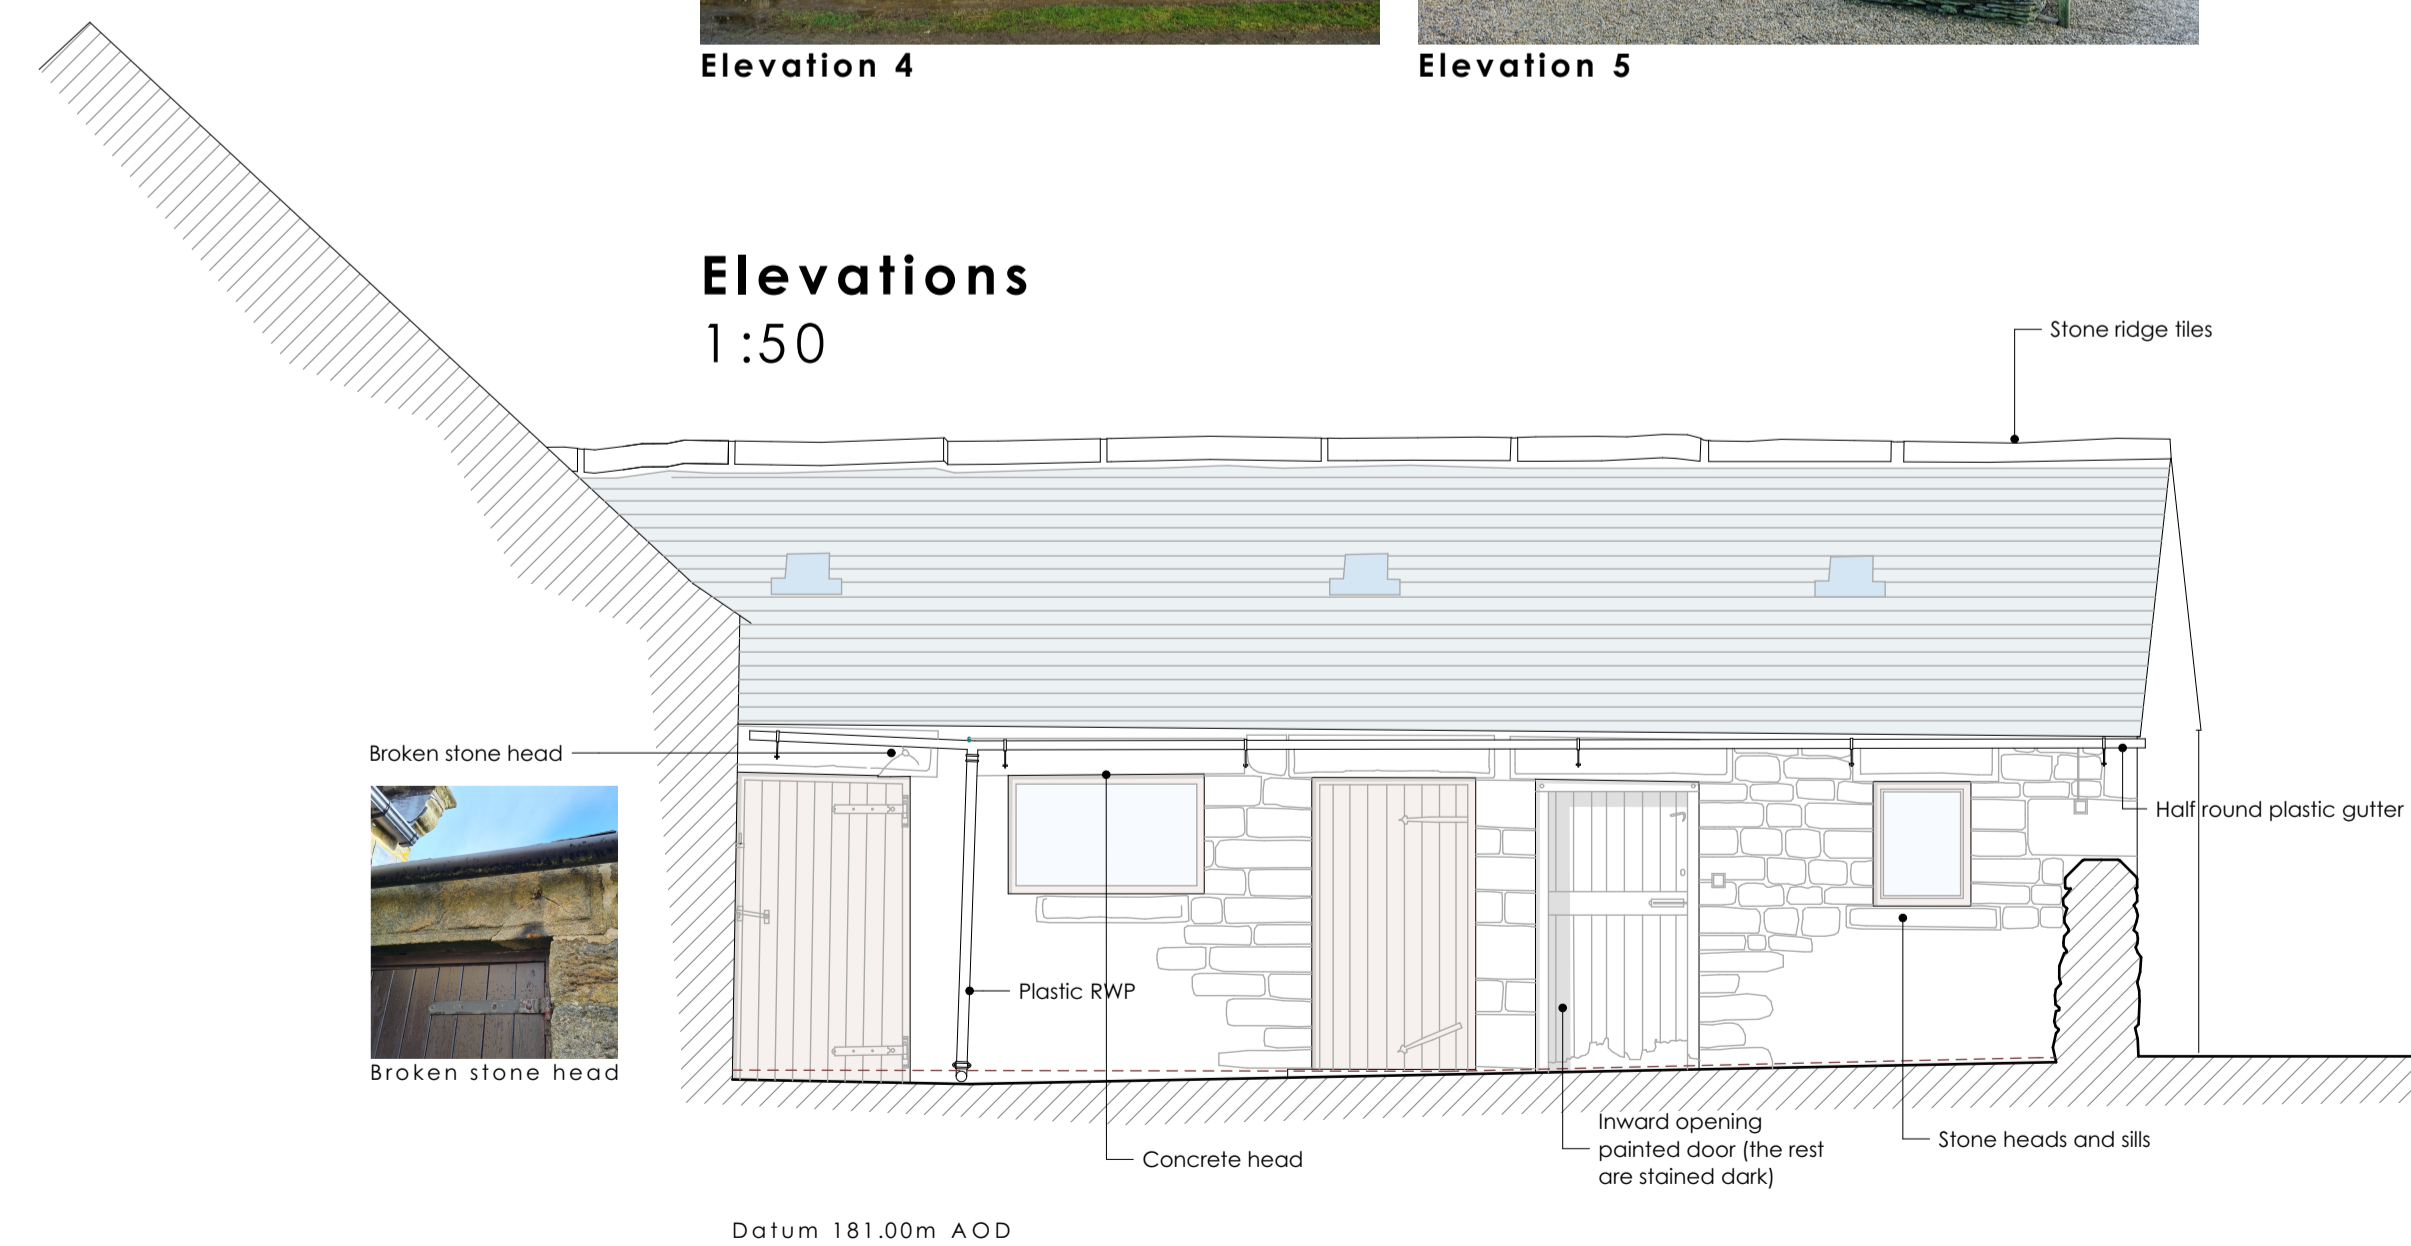 Elevation 4
Elevation 5
Elevations
1:50
Stone ridge tiles
Broken stone head
Half round plastic gutter
Plastic RWP
Broken stone head
Inward opening
painted door (the rest
are stained dark)
Stone heads and sills
Concrete head
Datum 181.00m AOD